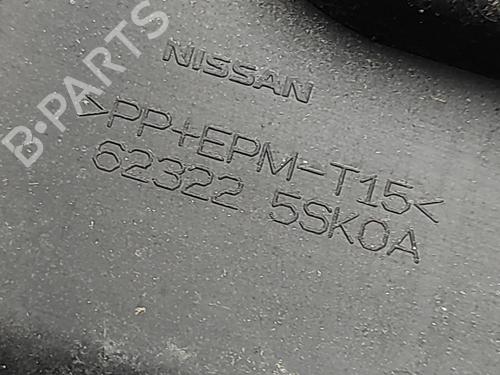 B-PARTS
NISSAN
>PP+EPM-T15<
62322 5SK0A